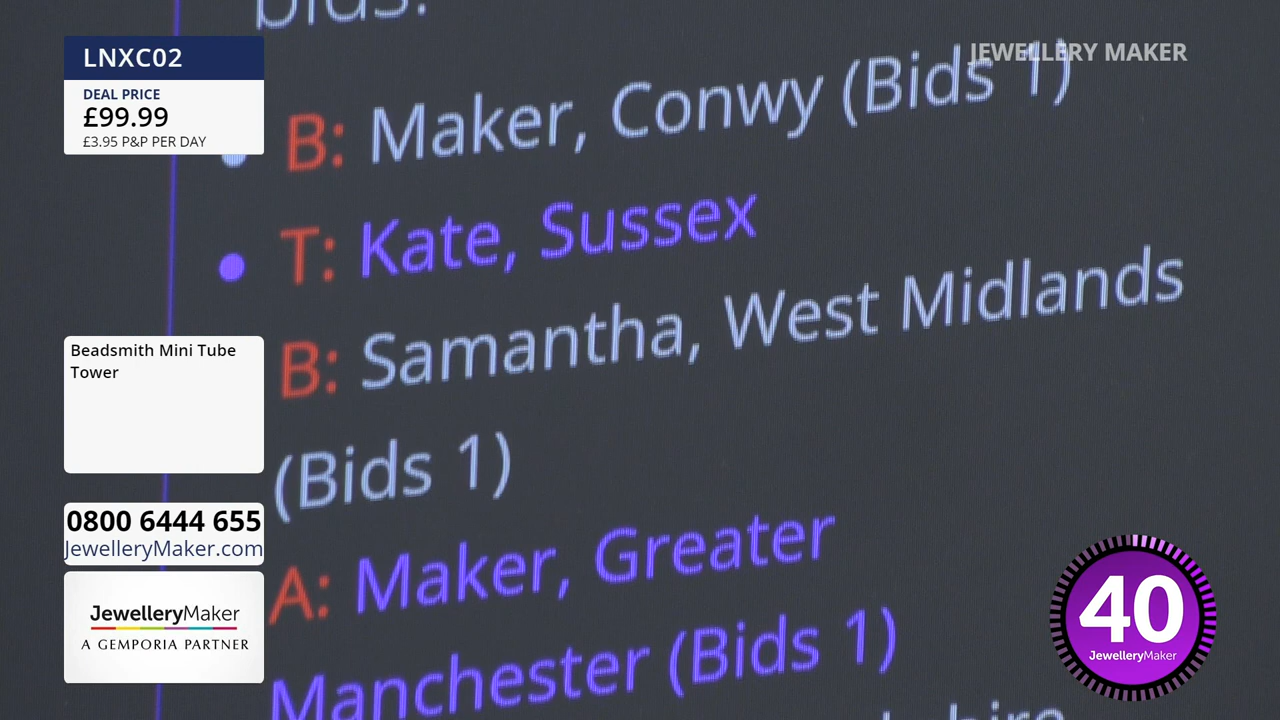 bids.
LNXC02
DEAL PRICE
£99.99
£3.95 P&P PER DAY
JEWELLERY MAKER
B: Maker, Conwy (Bids 1)
T: Kate, Sussex
B: Samantha, West Midlands
(Bids 1)
A: Maker, Greater
Manchester (Bids 1)
Beadsmith Mini Tube
Tower
0800 6444 655
JewelleryMaker.com
JewelleryMaker
A GEMPORIA PARTNER
40
JewelleryMaker